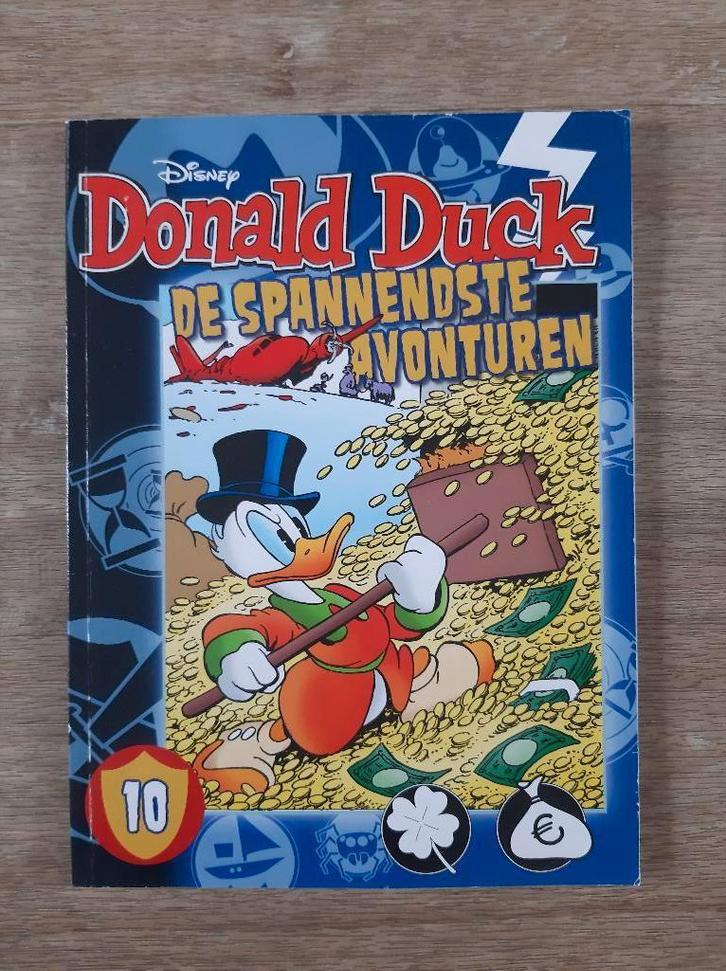 Disney
Donald Duck
DE SPANNENDSTE
AVONTUREN
10
€